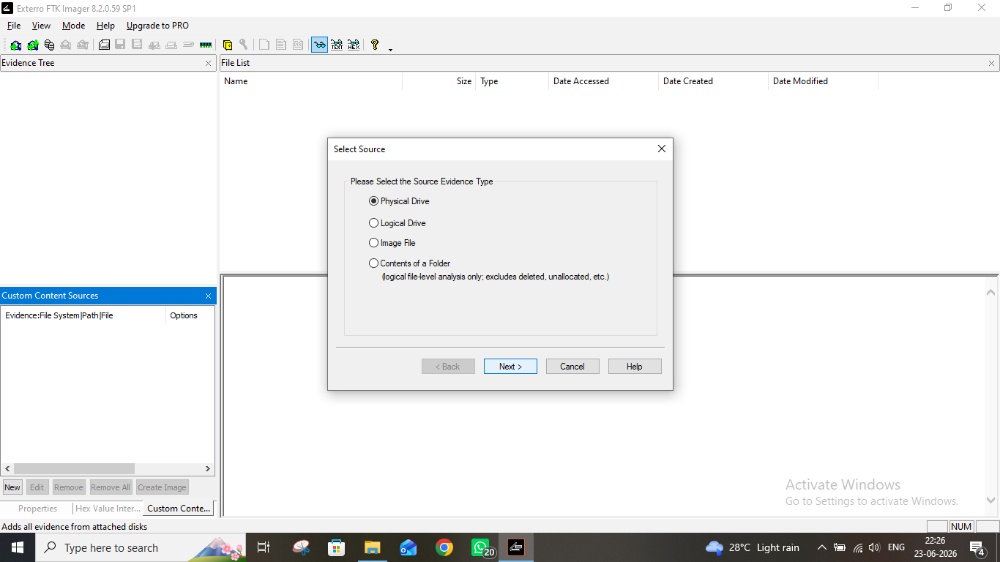 Exterro FTK Imager 8.2.0.59 SP1
File View Mode Help Upgrade to PRO
TEXT HEX
Evidence Tree
File List
Name Size Type Date Accessed Date Created Date Modified
Select Source
Please Select the Source Evidence Type
Physical Drive
Logical Drive
Image File
Contents of a Folder
(logical file-level analysis only; excludes deleted, unallocated, etc.)
< Back Next > Cancel Help
Custom Content Sources
Evidence:File System|Path|File Options
New Edit Remove Remove All Create Image
Properties Hex Value Inter... Custom Conte...
Activate Windows
Go to Settings to activate Windows.
Adds all evidence from attached disks
NUM
Type here to search
20
28°C Light rain
ENG
22:26
23-06-2026
4